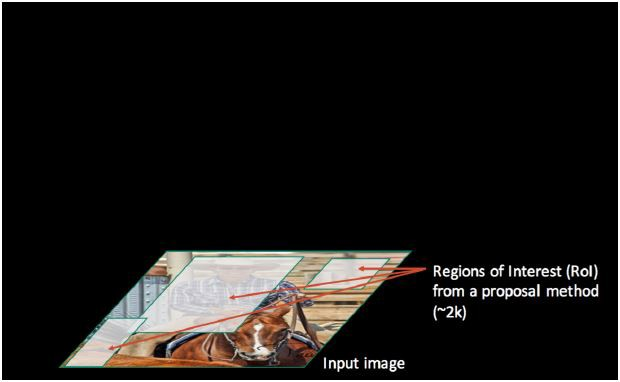 Regions of Interest (RoI)
from a proposal method
(~2k)
Input image